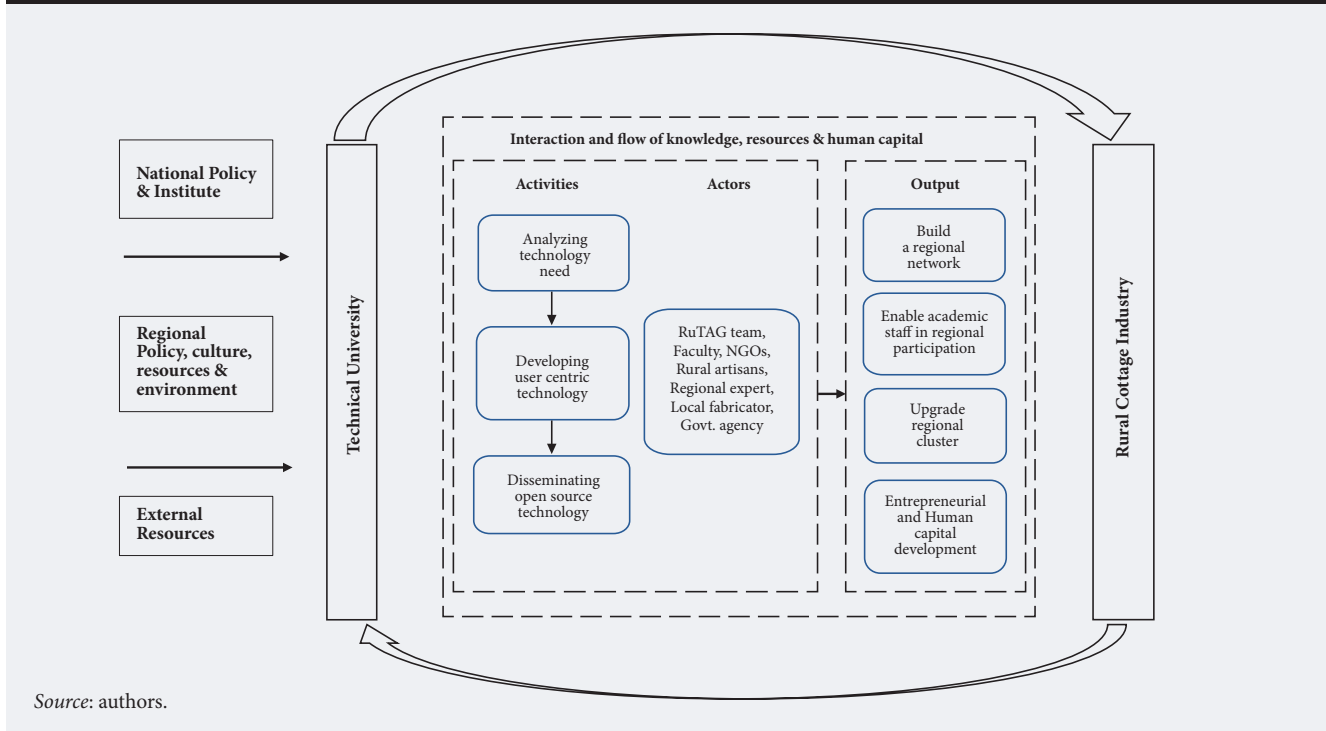 National Policy
& Institute
Regional
Policy, culture,
resources &
environment
External
Resources
Technical University
Interaction and flow of knowledge, resources & human capital
Activities
Actors
Output
Analyzing
technology
need
Developing
user centric
technology
Disseminating
open source
technology
RuTAG team,
Faculty, NGOs,
Rural artisans,
Regional expert,
Local fabricator,
Govt. agency
Build
a regional
network
Enable academic
staff in regional
participation
Upgrade
regional
cluster
Entrepreneurial
and Human
capital
development
Rural Cottage Industry
Source: authors.